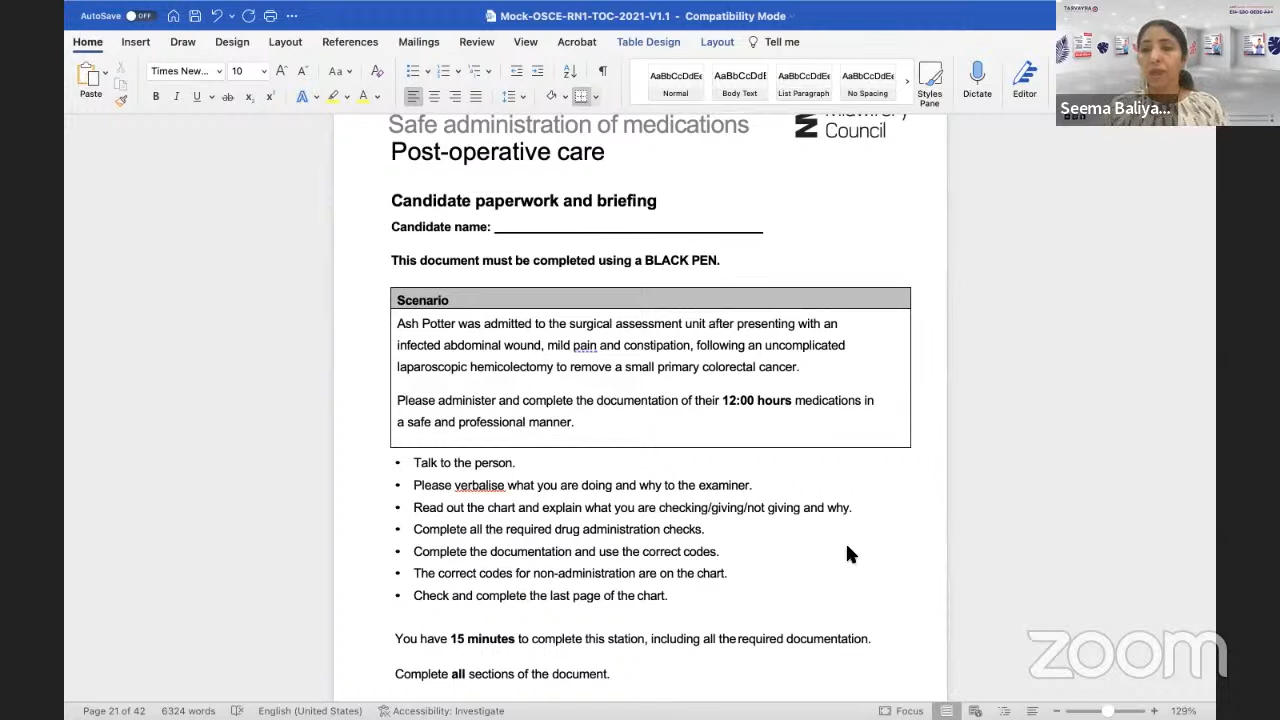 AutoSave OFF
Mock-OSCE-RN1-TOC-2021-V1.1 - Compatibility Mode
Home Insert Draw Design Layout References Mailings Review View Acrobat Table Design Layout Tell me
Paste
Times New... 10
AaBbCcDdEe Normal
AaBbCcDdE Body Text
AaBbCcDdEe List Paragraph
AaBbCcDdEe No Spacing
Styles Pane
Dictate
Editor
TARVAYRA
Seema Baliya...
Safe administration of medications
Midwifery
Council
Post-operative care
Candidate paperwork and briefing
Candidate name:
This document must be completed using a BLACK PEN.
Scenario
Ash Potter was admitted to the surgical assessment unit after presenting with an
infected abdominal wound, mild pain and constipation, following an uncomplicated
laparoscopic hemicolectomy to remove a small primary colorectal cancer.
Please administer and complete the documentation of their 12:00 hours medications in
a safe and professional manner.
• Talk to the person.
• Please verbalise what you are doing and why to the examiner.
• Read out the chart and explain what you are checking/giving/not giving and why.
• Complete all the required drug administration checks.
• Complete the documentation and use the correct codes.
• The correct codes for non-administration are on the chart.
• Check and complete the last page of the chart.
You have 15 minutes to complete this station, including all the required documentation.
Complete all sections of the document.
zoom
Page 21 of 42 6324 words English (United States) Accessibility: Investigate Focus 129%